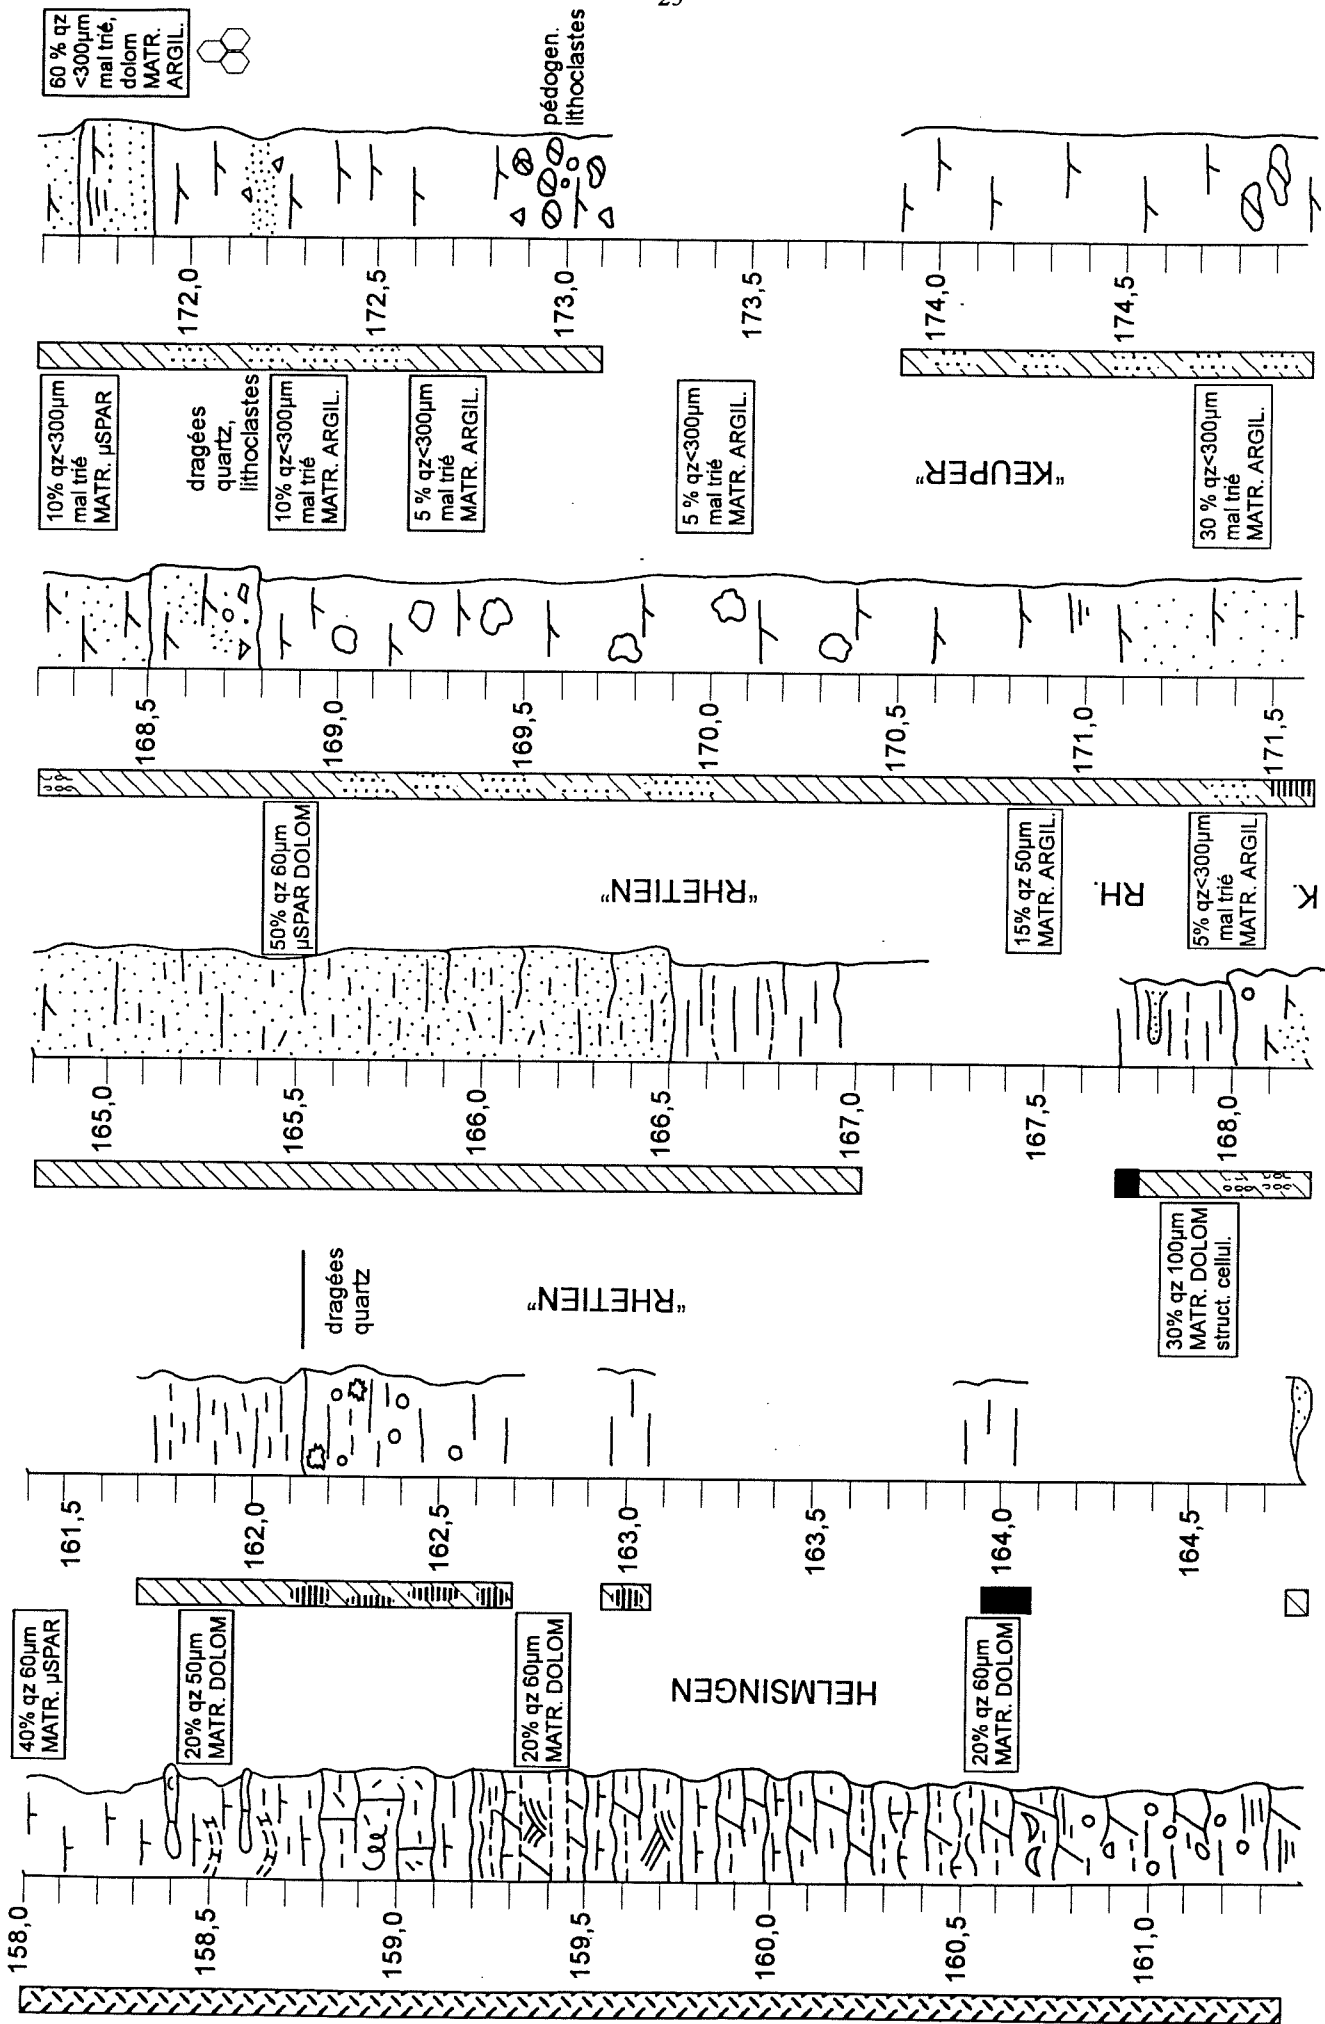 25
158,0
158,5
159,0
159,5
160,0
160,5
161,0
40% qz 60µm
MATR. µSPAR
20% qz 50µm
MATR. DOLOM
20% qz 60µm
MATR. DOLOM
HELMSINGEN
20% qz 60µm
MATR. DOLOM
161,5
162,0
162,5
163,0
163,5
164,0
164,5
dragées
quartz
"RHETIEN"
30% qz 100µm
MATR. DOLOM
struct. cellul.
165,0
165,5
166,0
166,5
167,0
167,5
168,0
50% qz 60µm
µSPAR DOLOM
"RHETIEN"
15% qz 50µm
MATR. ARGIL.
RH.
5% qz<300µm
mal trié
MATR. ARGIL.
K.
168,5
169,0
169,5
170,0
170,5
171,0
171,5
10% qz<300µm
mal trié
MATR. µSPAR
dragées
quartz,
lithoclastes
10% qz<300µm
mal trié
MATR. ARGIL.
5 % qz<300µm
mal trié
MATR. ARGIL.
5 % qz<300µm
mal trié
MATR. ARGIL.
"KEUPER"
30 % qz<300µm
mal trié
MATR. ARGIL.
172,0
172,5
173,0
173,5
174,0
174,5
60 % qz
<300µm
mal trié,
dolom
MATR.
ARGIL.
pédogen.
lithoclastes